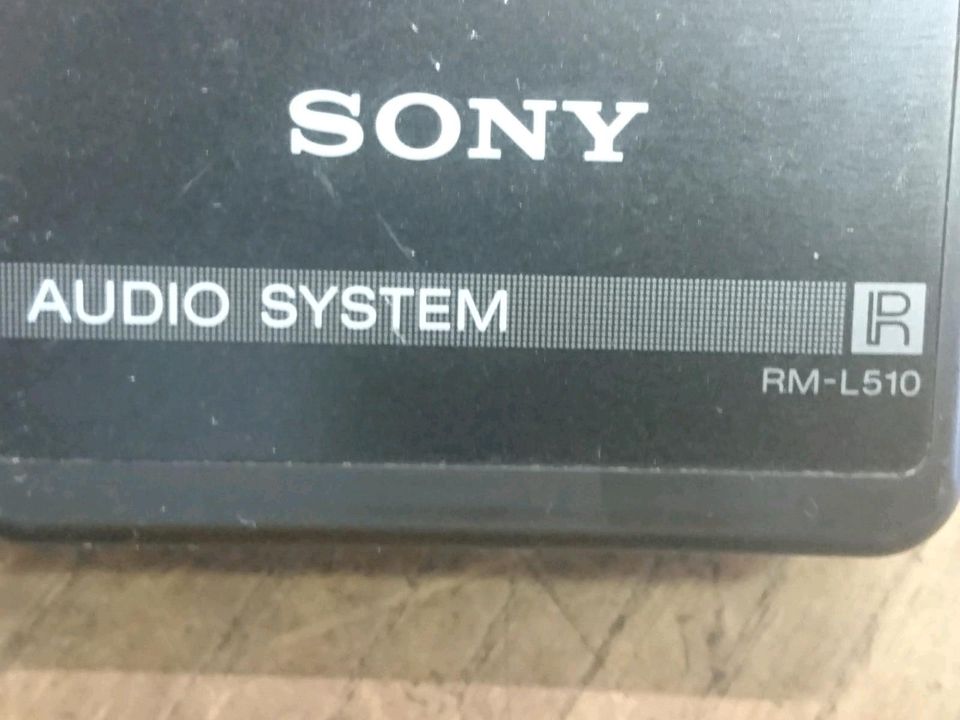 SONY
AUDIO SYSTEM R
RM-L510